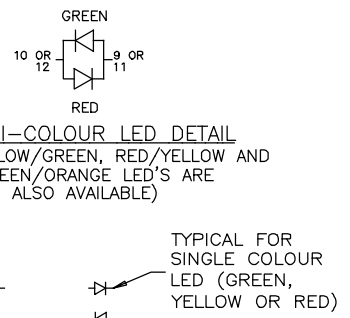 GREEN
10 OR 9 OR
12 11
RED
I-COLOUR LED DETAIL
LOW/GREEN, RED/YELLOW AND
EEN/ORANGE LED'S ARE
ALSO AVAILABLE)
TYPICAL FOR
SINGLE COLOUR
LED (GREEN,
YELLOW OR RED)